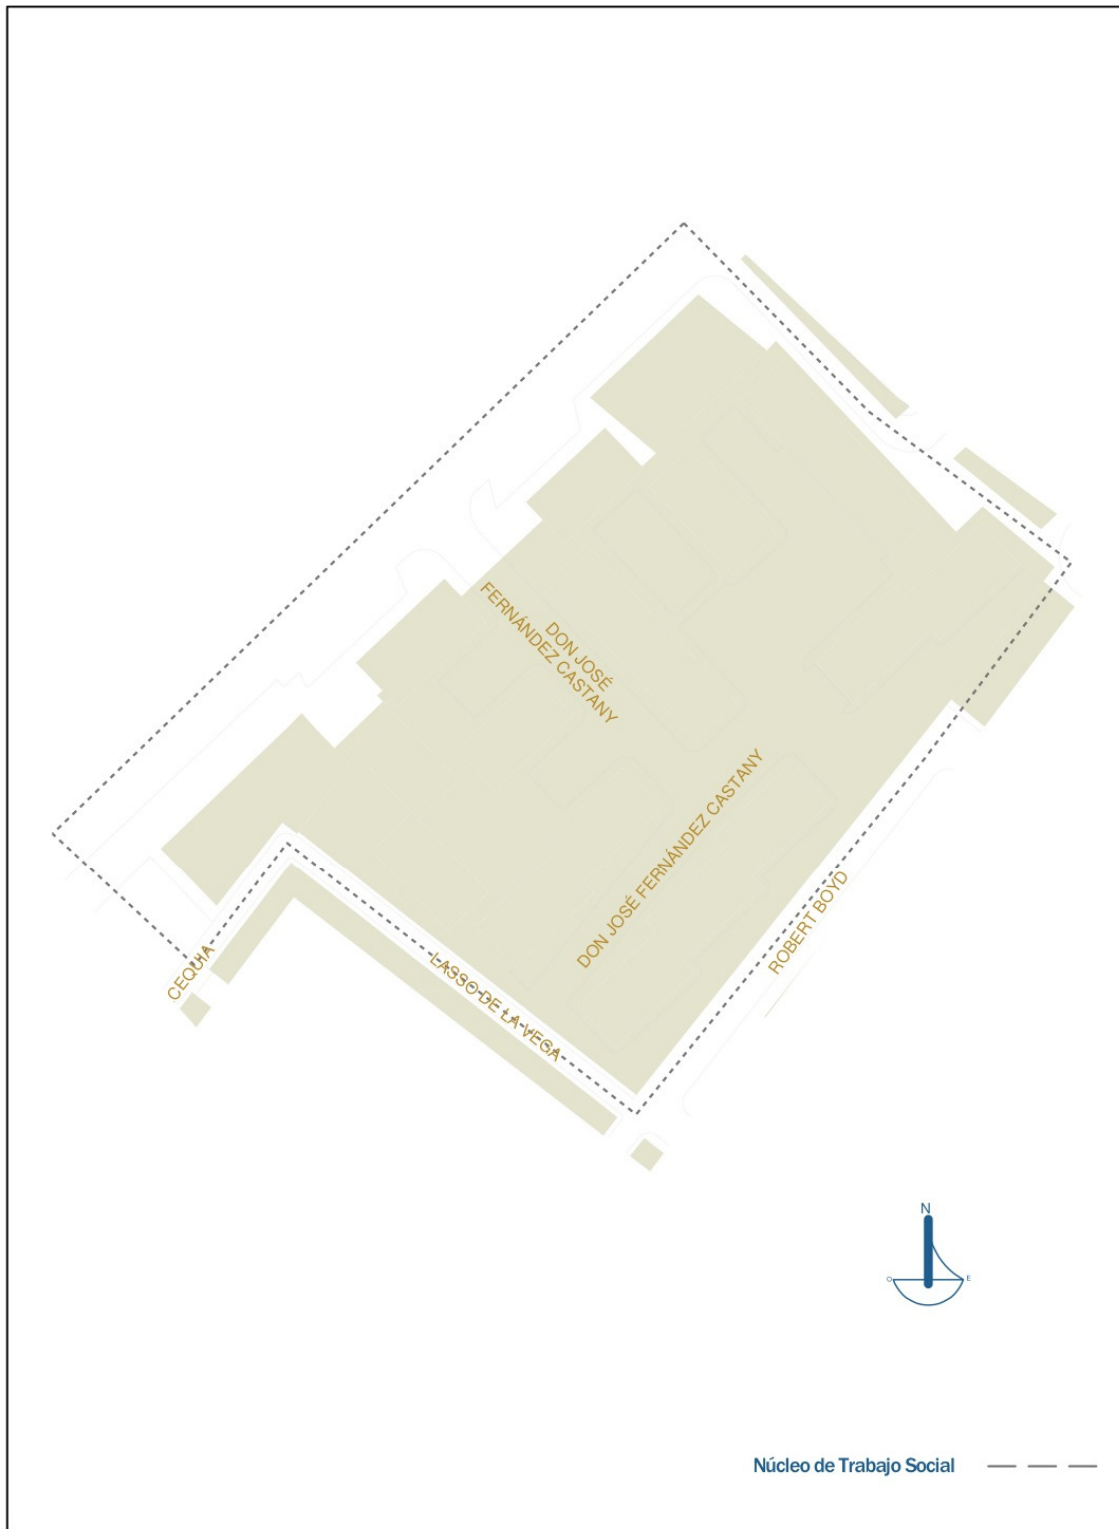 DON JOSÉ
FERNÁNDEZ CASTANY
DON JOSÉ FERNÁNDEZ CASTANY
ROBERT BOYD
CEQUIA
LASSO DE LA VEGA
N
O
E
Núcleo de Trabajo Social